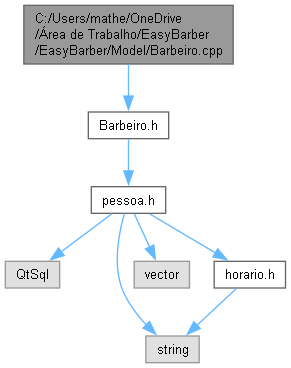 C:/Users/mathe/OneDrive
/Área de Trabalho/EasyBarber
/EasyBarber/Model/Barbeiro.cpp
Barbeiro.h
pessoa.h
QtSql
vector
horario.h
string